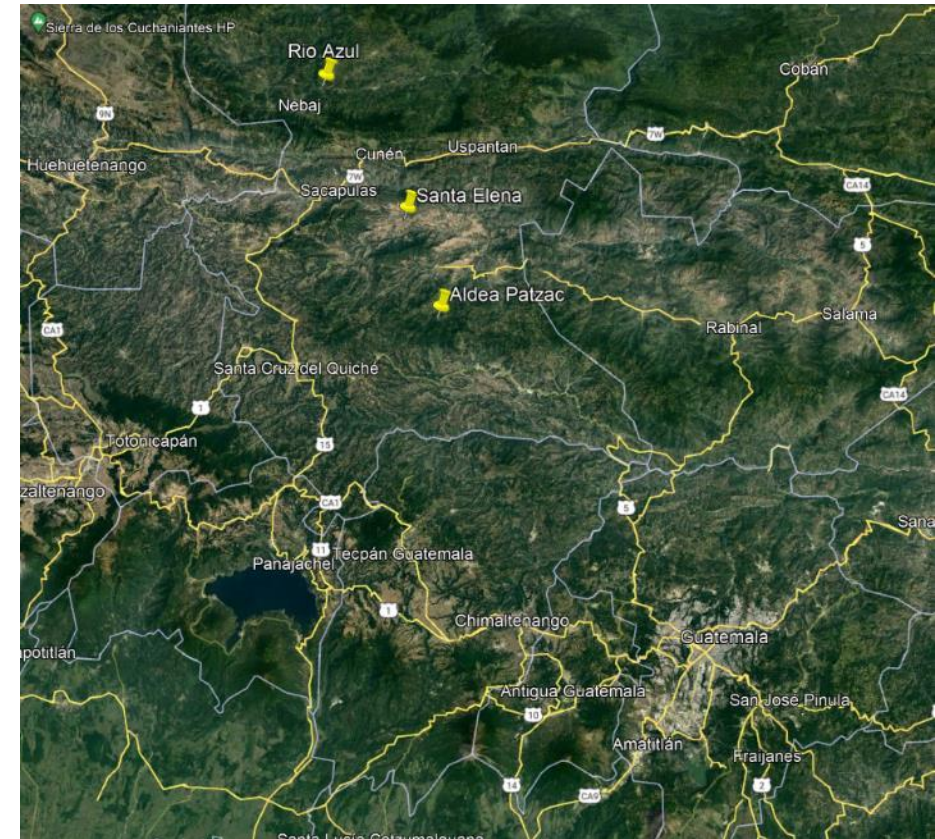 Sierra de los Cuchaniantes HP
Rio Azul
Cobán
Nebaj
9N
7W
Cunén
Uspantan
Huehuetenango
7W
Sacapulas
Santa Elena
CA14
5
Aldea Patzac
CA1
Rabinal
Salama
Santa Cruz del Quiché
CA14
1
Totonicapán
15
zaltenango
CA1
5
Sana
11
Tecpán Guatemala
Panajachel
1
Chimaltenango
Guatemala
potitlán
Antigua Guatemala
San José Pinula
10
Amatitlán
Fraijanes
14
2
CA9